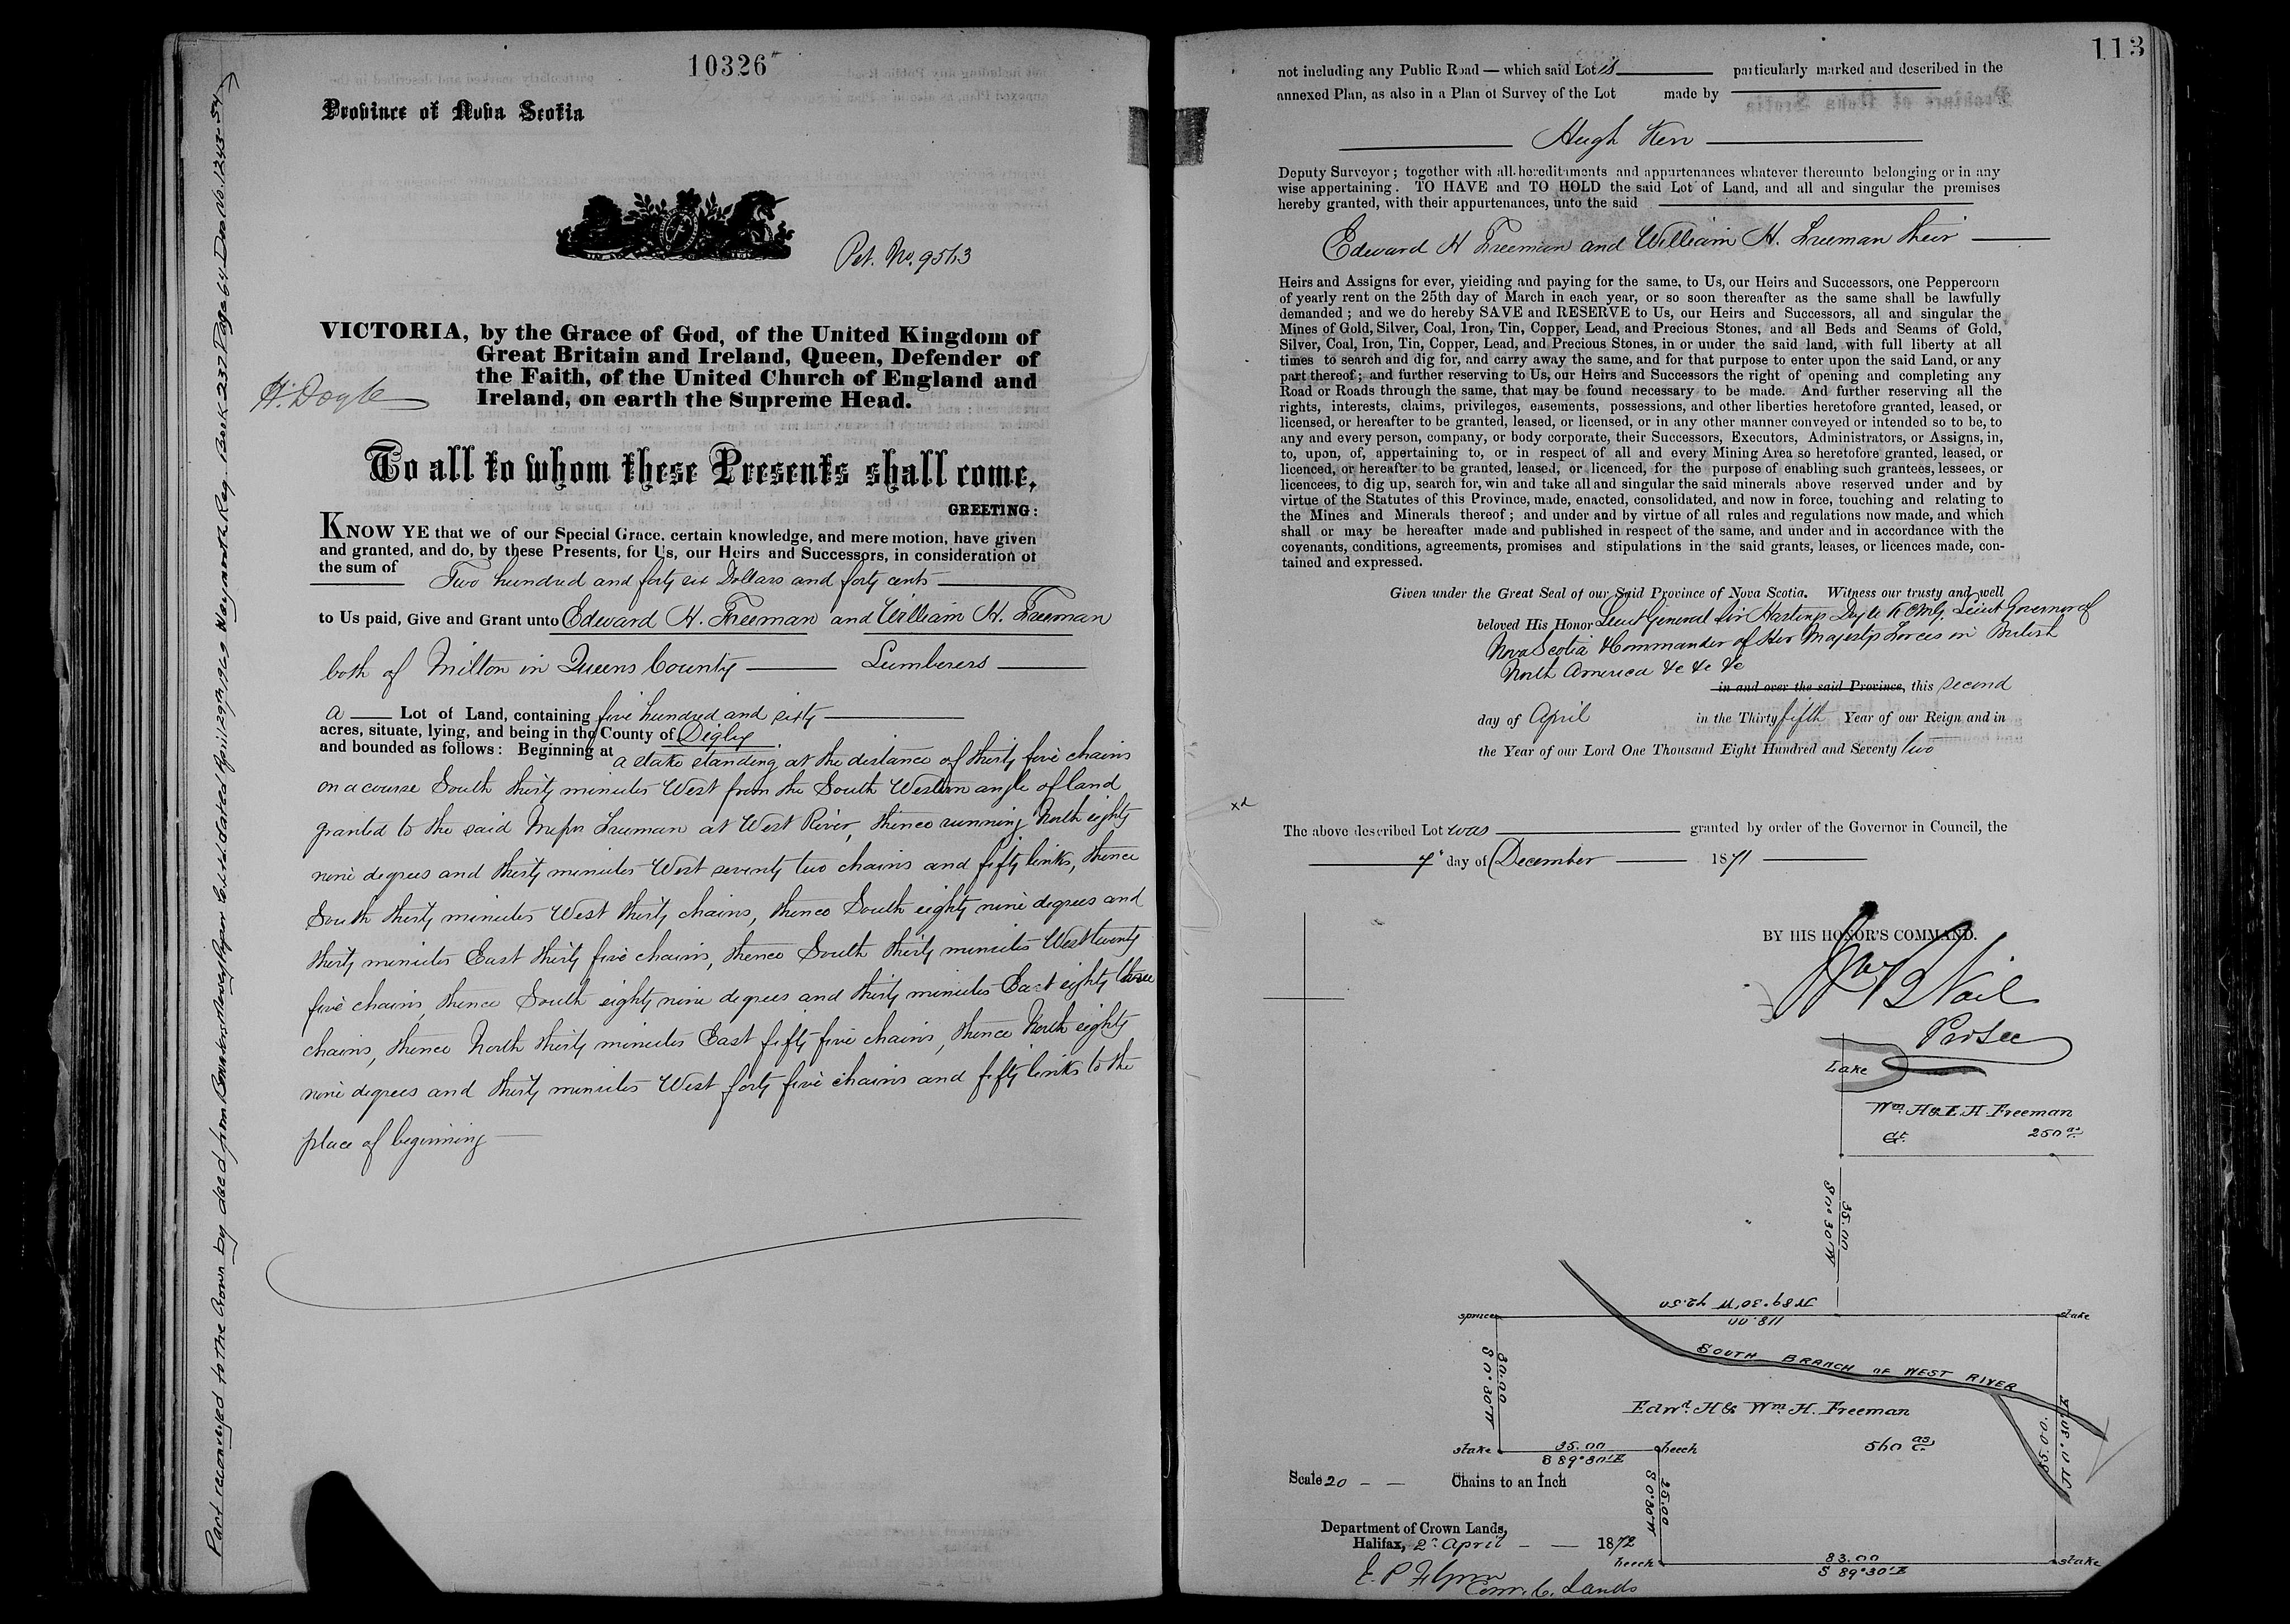 10326
Province of Nova Scotia
Pet. No. 9513
VICTORIA, by the Grace of God, of the United Kingdom of
Great Britain and Ireland, Queen, Defender of
the Faith, of the United Church of England and
Ireland, on earth the Supreme Head.
H. Doyle
To all to whom these Presents shall come,
GREETING:
KNOW YE that we of our Special Grace, certain knowledge, and mere motion, have given
and granted, and do, by these Presents, for Us, our Heirs and Successors, in consideration of
the sum of Two hundred and forty six Dollars and forty cents
to Us paid, Give and Grant unto Edward H. Freeman and William H. Freeman
both of Milton in Queens County Lumberers
a Lot of Land, containing five hundred and sixty
acres, situate, lying, and being in the County of Digby.
and bounded as follows: Beginning at a stake standing at the distance of thirty five chains
on a course South thirty minutes West from the South Western angle of land
granted to the said Messrs Freeman at West River, thence running North eighty
nine degrees and thirty minutes West seventy two chains and fifty links, thence
South thirty minutes West thirty chains, thence South eighty nine degrees and
thirty minutes East thirty five chains, thence South thirty minutes West twenty
five chains, thence South eighty nine degrees and thirty minutes East eighty three
chains, thence North thirty minutes East fifty five chains, thence North eighty
nine degrees and thirty minutes West forty five chains and fifty links to the
place of beginning
Part reconveyed to the Crown by deed from Bowaters Mersey Paper Co. Ltd. dated April 29th 1969 Weymouth Reg. Book 237 Page 64 Doc No. 1243-54
113
not including any Public Road — which said Lot is particularly marked and described in the
annexed Plan, as also in a Plan of Survey of the Lot made by
Hugh Kerr
Deputy Surveyor; together with all hereditaments and appurtenances whatever thereunto belonging or in any
wise appertaining. TO HAVE and TO HOLD the said Lot of Land, and all and singular the premises
hereby granted, with their appurtenances, unto the said
Edward H Freeman and William H. Freeman their
Heirs and Assigns for ever, yieiding and paying for the same, to Us, our Heirs and Successors, one Peppercorn
of yearly rent on the 25th day of March in each year, or so soon thereafter as the same shall be lawfully
demanded; and we do hereby SAVE and RESERVE to Us, our Heirs and Successors, all and singular the
Mines of Gold, Silver, Coal, Iron, Tin, Copper, Lead, and Precious Stones, and all Beds and Seams of Gold,
Silver, Coal, Iron, Tin, Copper, Lead, and Precious Stones, in or under the said land, with full liberty at all
times to search and dig for, and carry away the same, and for that purpose to enter upon the said Land, or any
part thereof; and further reserving to Us, our Heirs and Successors the right of opening and completing any
Road or Roads through the same, that may be found necessary to be made. And further reserving all the
rights, interests, claims, privileges, easements, possessions, and other liberties heretofore granted, leased, or
licensed, or hereafter to be granted, leased, or licensed, or in any other manner conveyed or intended so to be, to
any and every person, company, or body corporate, their Successors, Executors, Administrators, or Assigns, in,
to, upon, of, appertaining to, or in respect of all and every Mining Area so heretofore granted, leased, or
licenced, or hereafter to be granted, leased, or licenced, for the purpose of enabling such grantees, lessees, or
licencees, to dig up, search for, win and take all and singular the said minerals above reserved under and by
virtue of the Statutes of this Province, made, enacted, consolidated, and now in force, touching and relating to
the Mines and Minerals thereof; and under and by virtue of all rules and regulations now made, and which
shall or may be hereafter made and published in respect of the same, and under and in accordance with the
covenants, conditions, agreements, promises and stipulations in the said grants, leases, or licences made, con-
tained and expressed.
Given under the Great Seal of our Said Province of Nova Scotia. Witness our trusty and well
beloved His Honor Lieut General Sir Hastings Doyle K.C.M.G. Lieut Governor of
Nova Scotia & Commander of Her Majestys Forces in British
North America &c &c &c
in and over the said Province, this second
day of April in the Thirty fifth Year of our Reign and in
the Year of our Lord One Thousand Eight Hundred and Seventy two
xd
The above described Lot was granted by order of the Governor in Council, the
7" day of December 1871
BY HIS HONOR'S COMMAND.
W B Vail
Pro Sec
Lake
Wm. H & E. H. Freeman
Gt. 250 ac.
35.00
S 0° 30' W
N 89° 30' W 72.50
118.00
spruce
stake
SOUTH BRANCH OF WEST RIVER
30.00
S 0° 30' W
Edwd. H & Wm. H. Freeman
560 acs
55.00
N 0° 30' E
stake
35.00
beech
S 89° 30' E
Scale 20 Chains to an Inch
25.00
S 0° 30' W
Department of Crown Lands,
Halifax, 2d April 1872
beech
83.00
stake
S 89° 30' E
E. P. Flynn
Com. C. Lands